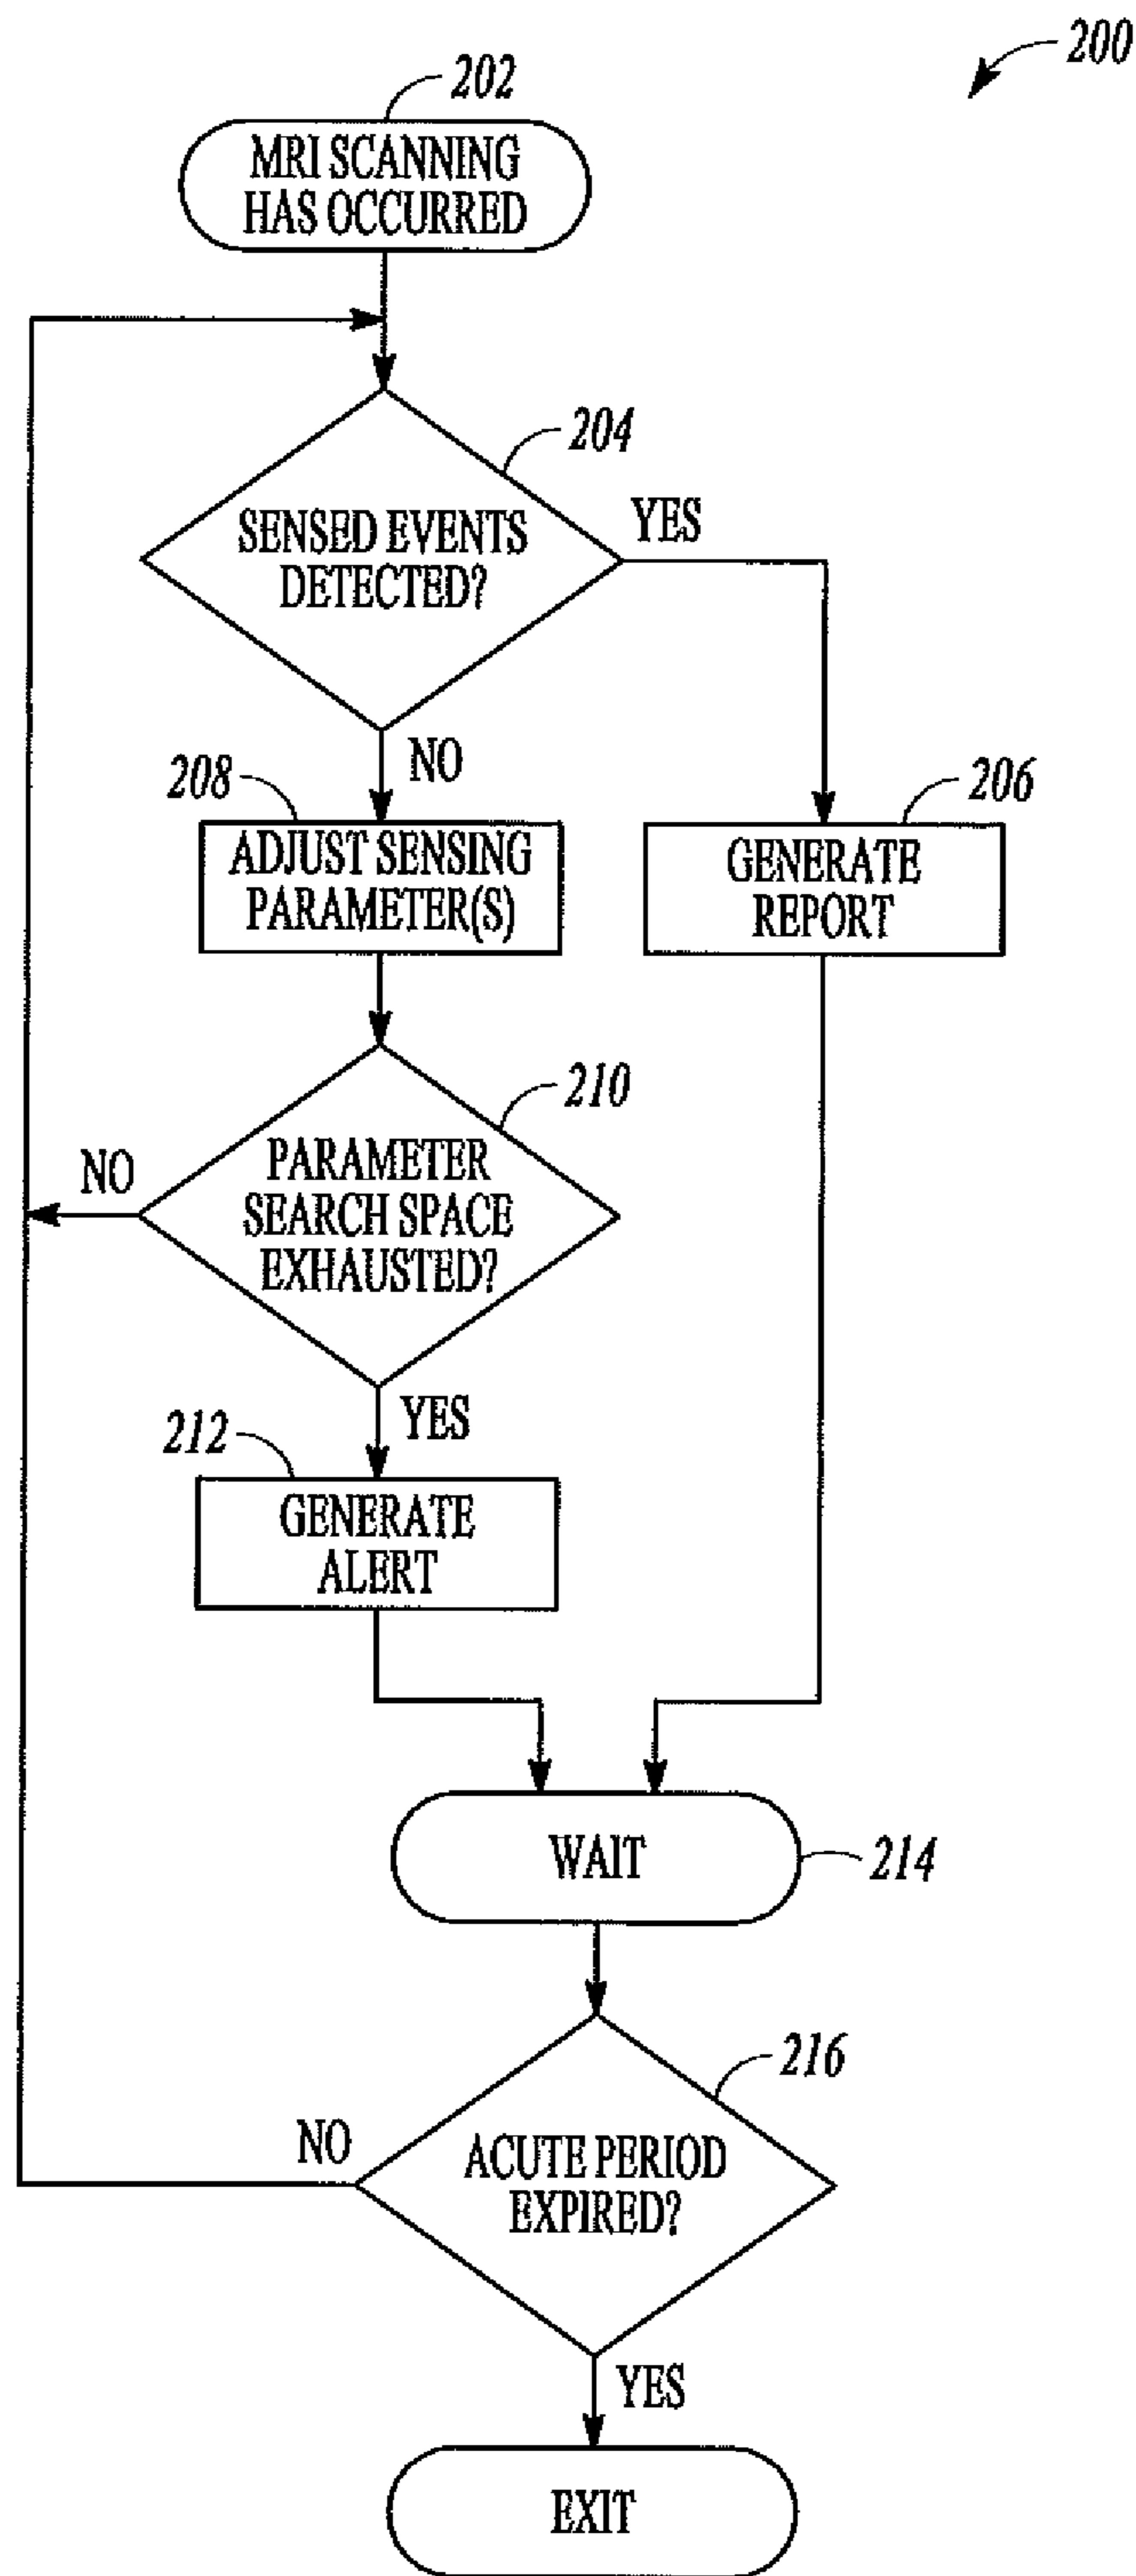 200
202
MRI SCANNING
HAS OCCURRED
204
SENSED EVENTS
DETECTED?
YES
NO
208
ADJUST SENSING
PARAMETER(S)
206
GENERATE
REPORT
210
PARAMETER
SEARCH SPACE
EXHAUSTED?
NO
YES
212
GENERATE
ALERT
WAIT
214
216
ACUTE PERIOD
EXPIRED?
NO
YES
EXIT